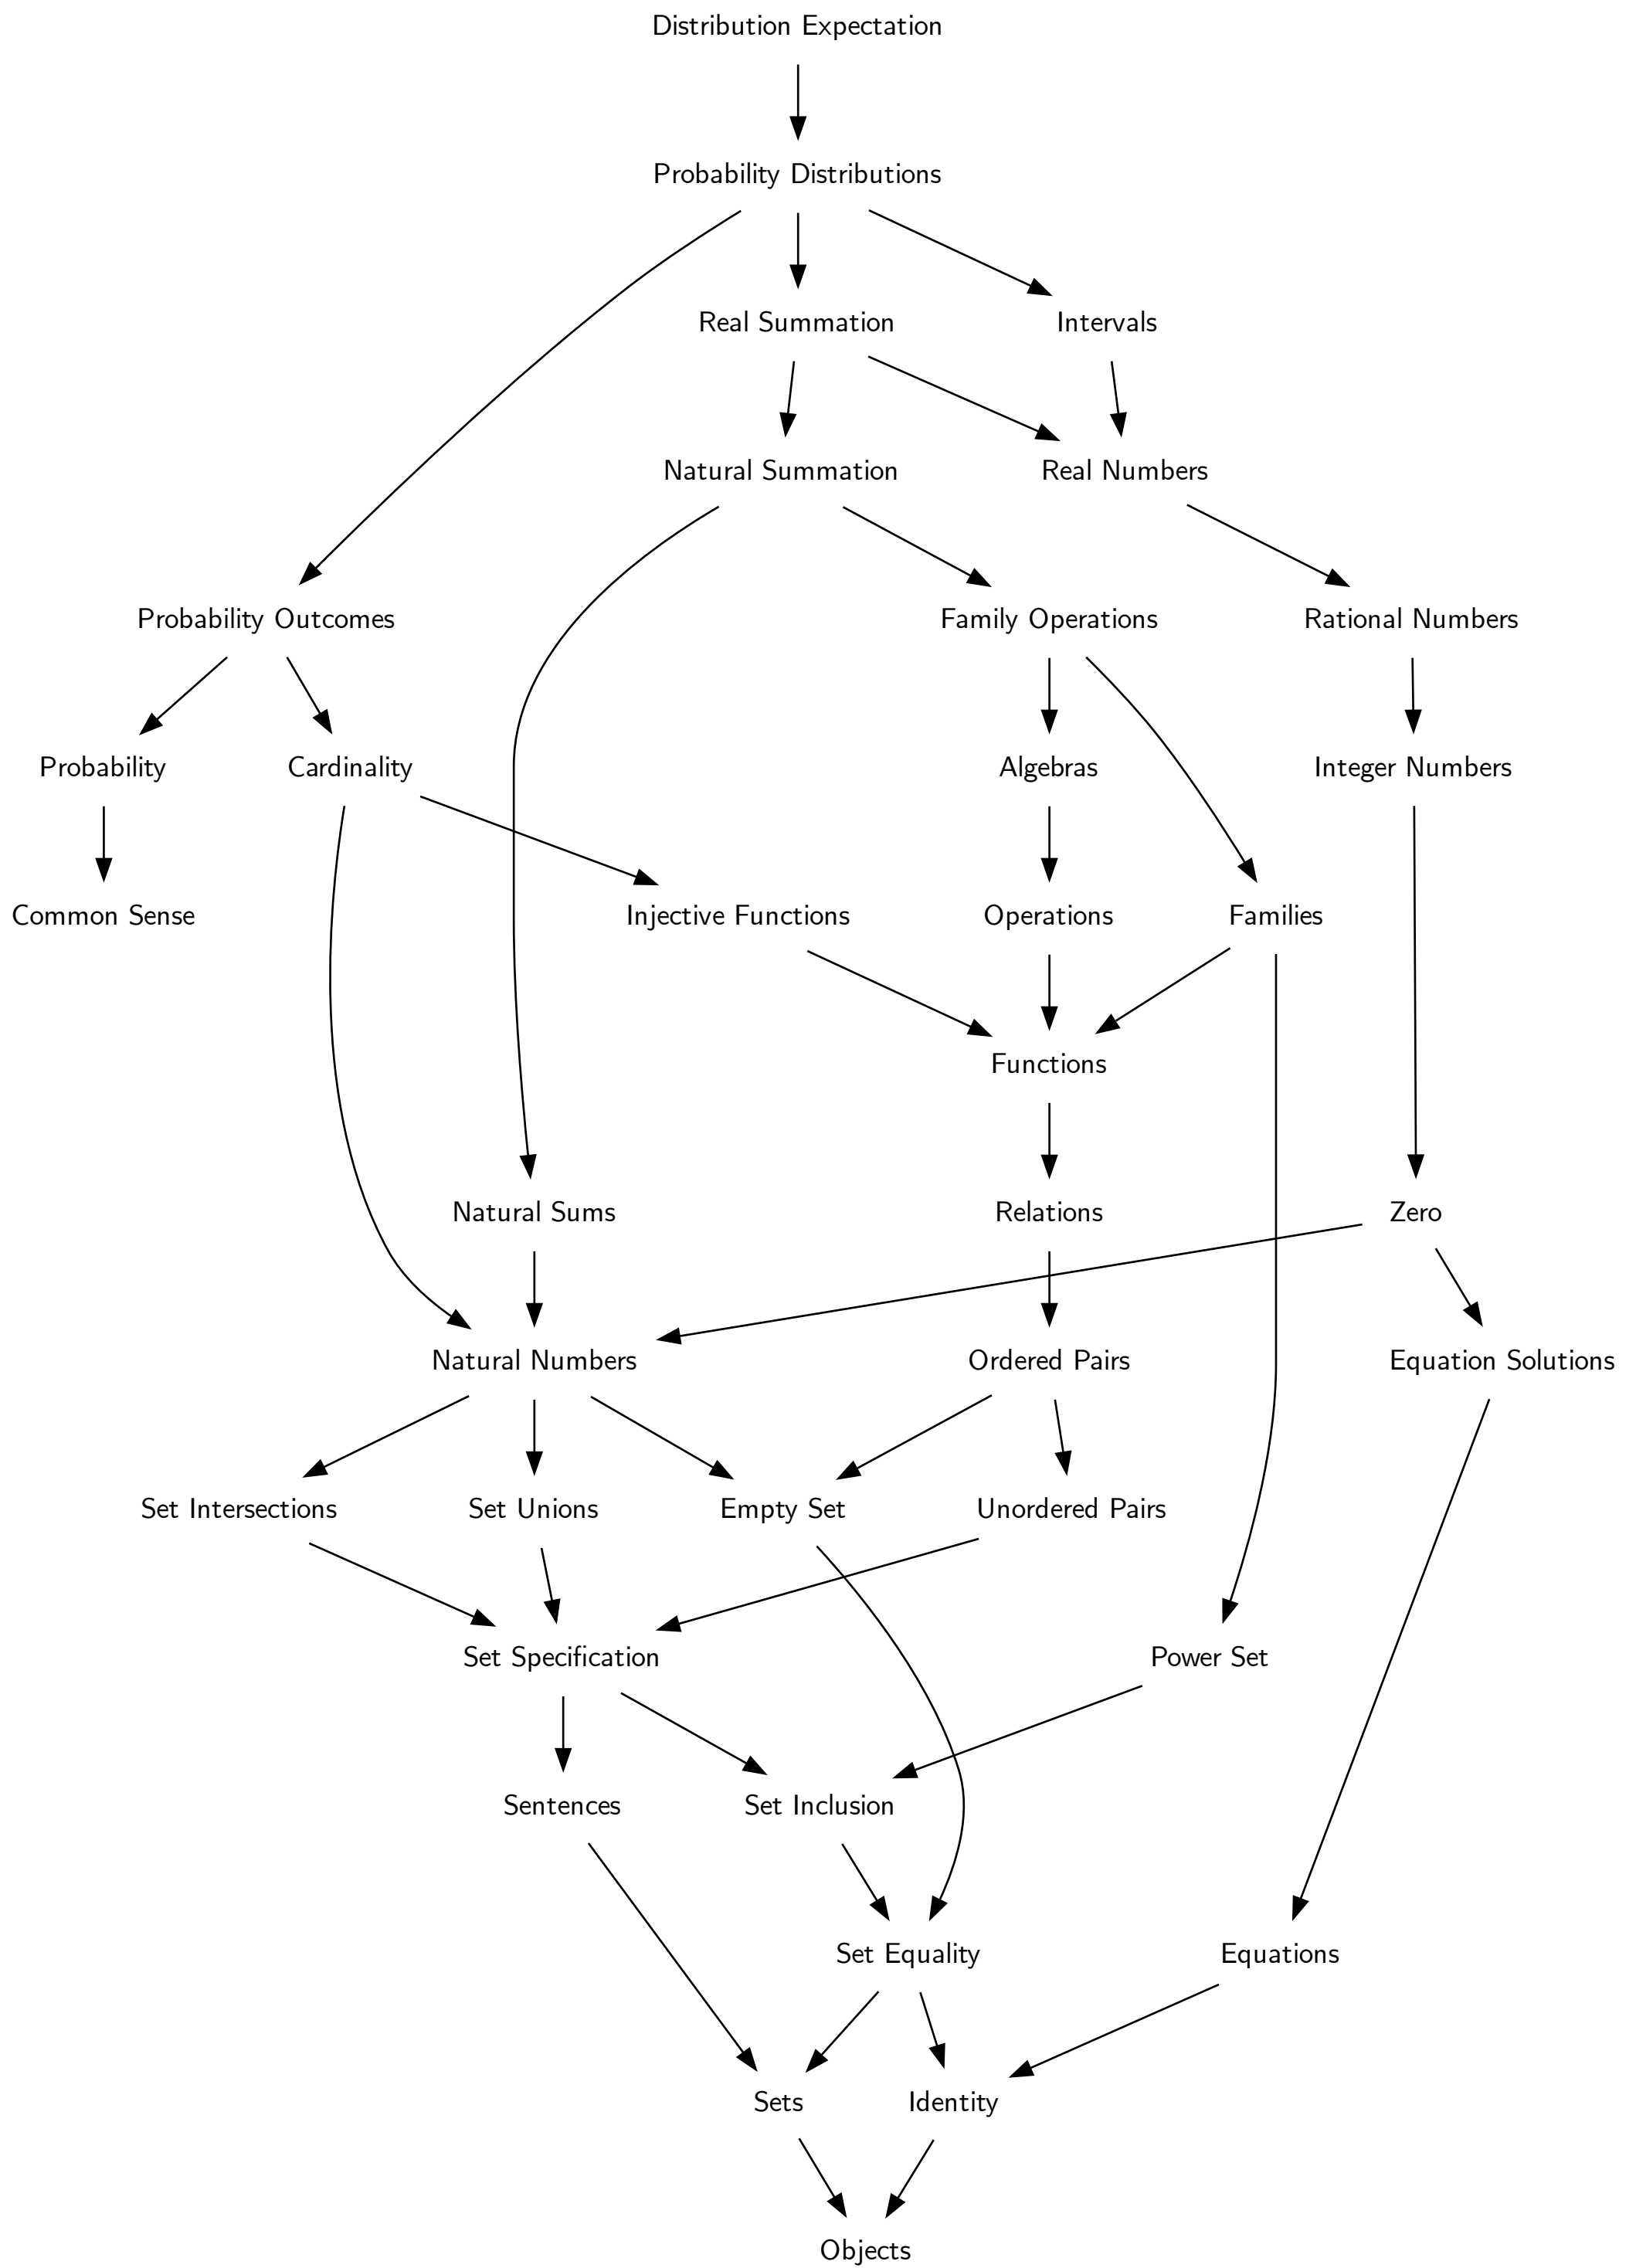 Distribution Expectation
Probability Distributions
Real Summation
Intervals
Natural Summation
Real Numbers
Probability Outcomes
Family Operations
Rational Numbers
Probability
Cardinality
Algebras
Integer Numbers
Common Sense
Injective Functions
Operations
Families
Functions
Natural Sums
Relations
Zero
Natural Numbers
Ordered Pairs
Equation Solutions
Set Intersections
Set Unions
Empty Set
Unordered Pairs
Set Specification
Power Set
Sentences
Set Inclusion
Set Equality
Equations
Sets
Identity
Objects